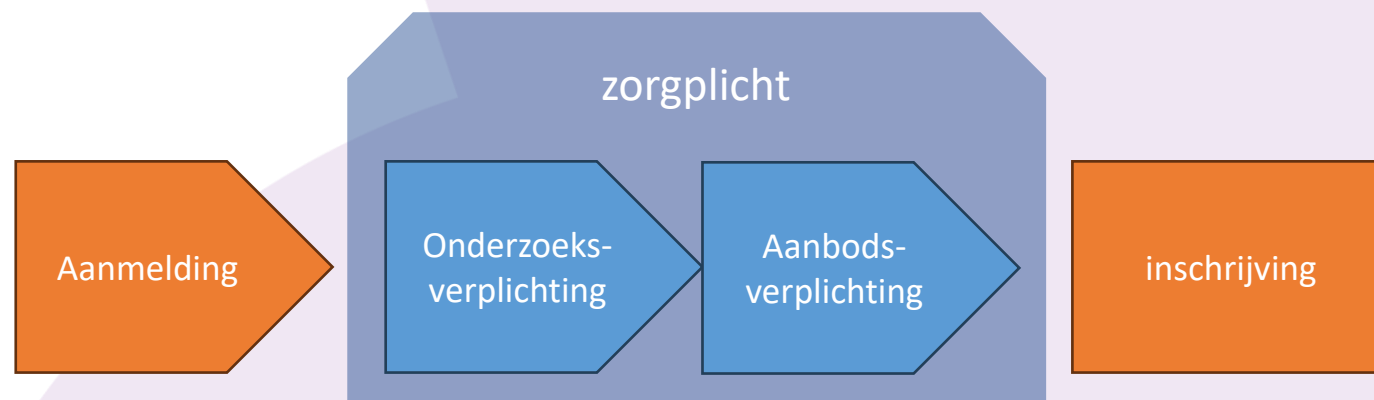 zorgplicht
Aanmelding
Onderzoeks-
verplichting
Aanbods-
verplichting
inschrijving